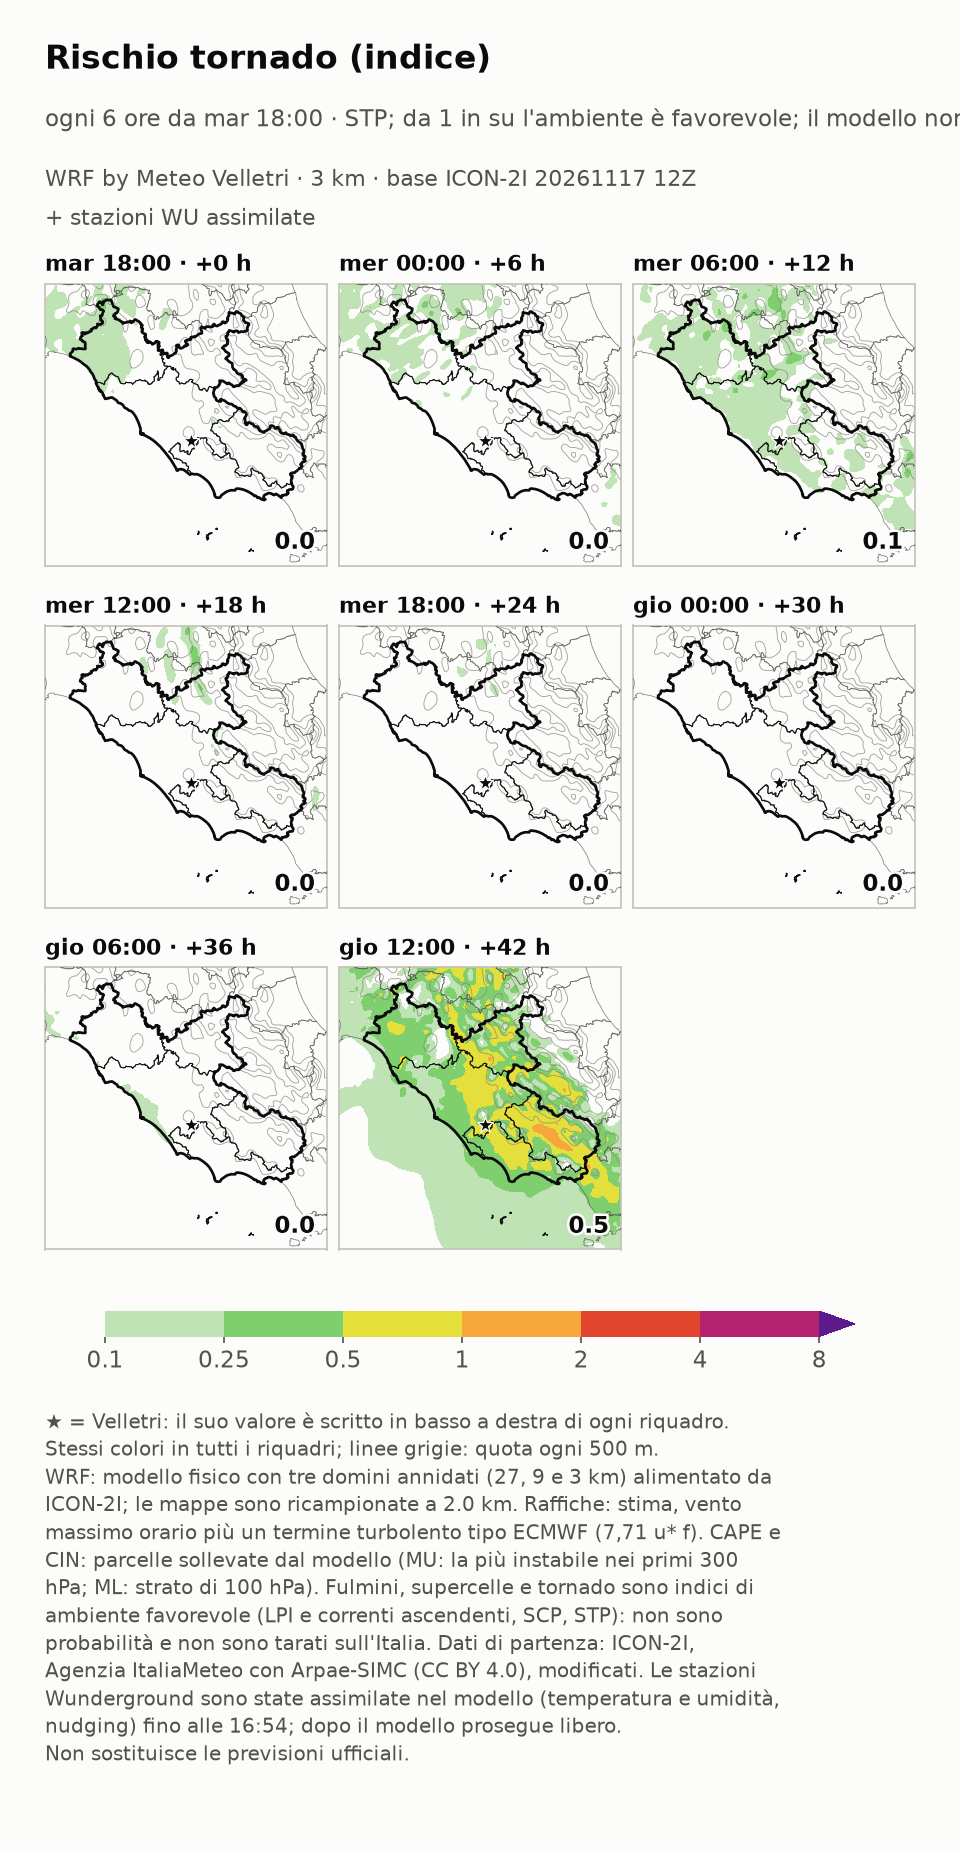 Rischio tornado (indice)
ogni 6 ore da mar 18:00 · STP; da 1 in su l'ambiente è favorevole; il modello non
WRF by Meteo Velletri · 3 km · base ICON-2I 20261117 12Z
+ stazioni WU assimilate
mar 18:00 · +0 h
mer 00:00 · +6 h
mer 06:00 · +12 h
0.0
0.0
0.1
mer 12:00 · +18 h
mer 18:00 · +24 h
gio 00:00 · +30 h
0.0
0.0
0.0
gio 06:00 · +36 h
gio 12:00 · +42 h
0.0
0.5
0.1
0.25
0.5
1
2
4
8
★ = Velletri: il suo valore è scritto in basso a destra di ogni riquadro.
Stessi colori in tutti i riquadri; linee grigie: quota ogni 500 m.
WRF: modello fisico con tre domini annidati (27, 9 e 3 km) alimentato da
ICON-2I; le mappe sono ricampionate a 2.0 km. Raffiche: stima, vento
massimo orario più un termine turbolento tipo ECMWF (7,71 u* f). CAPE e
CIN: parcelle sollevate dal modello (MU: la più instabile nei primi 300
hPa; ML: strato di 100 hPa). Fulmini, supercelle e tornado sono indici di
ambiente favorevole (LPI e correnti ascendenti, SCP, STP): non sono
probabilità e non sono tarati sull'Italia. Dati di partenza: ICON-2I,
Agenzia ItaliaMeteo con Arpae-SIMC (CC BY 4.0), modificati. Le stazioni
Wunderground sono state assimilate nel modello (temperatura e umidità,
nudging) fino alle 16:54; dopo il modello prosegue libero.
Non sostituisce le previsioni ufficiali.